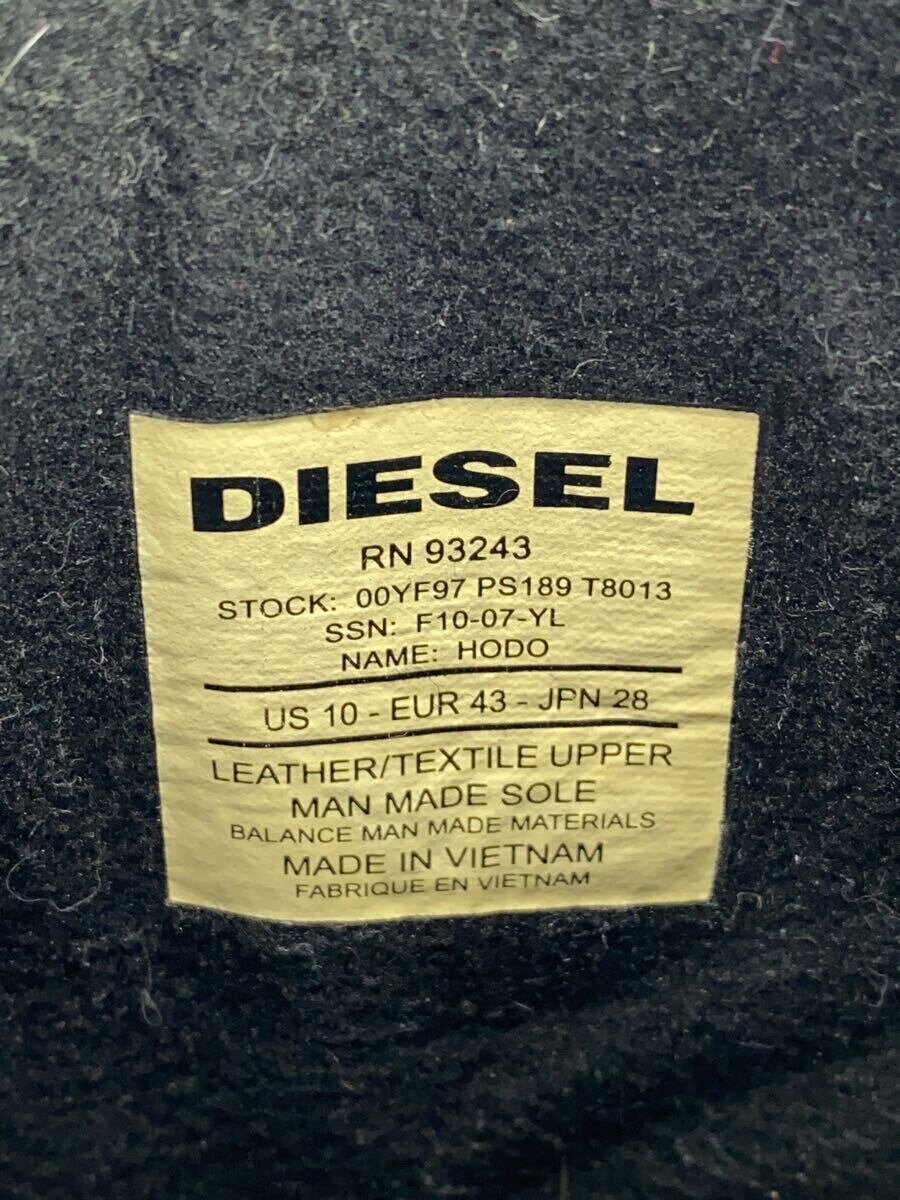 DIESEL
RN 93243
STOCK: 00YF97 PS189 T8013
SSN: F10-07-YL
NAME: HODO
US 10 - EUR 43 - JPN 28
LEATHER/TEXTILE UPPER
MAN MADE SOLE
BALANCE MAN MADE MATERIALS
MADE IN VIETNAM
FABRIQUE EN VIETNAM